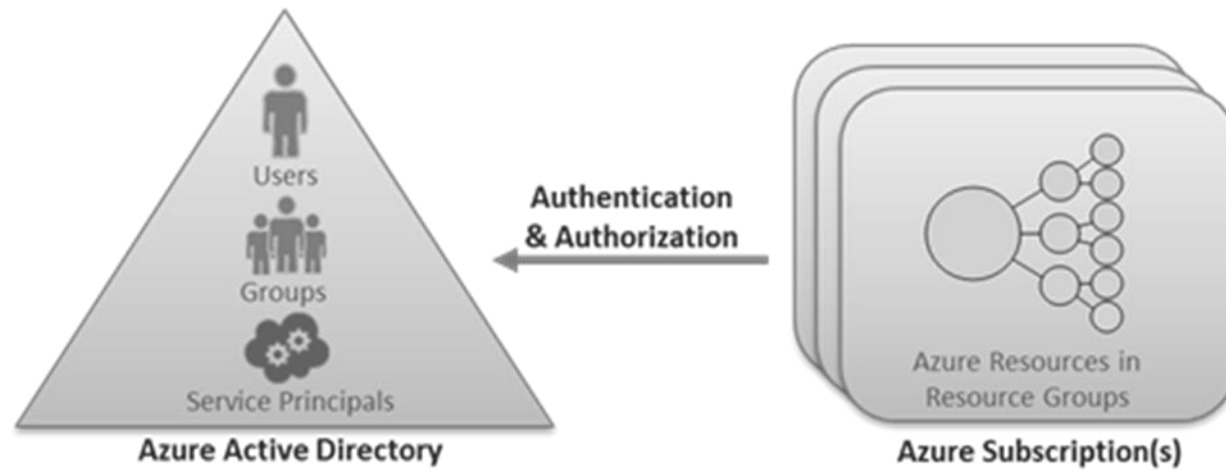 Users
Groups
Service Principals
Azure Active Directory
Authentication
& Authorization
Azure Resources in
Resource Groups
Azure Subscription(s)